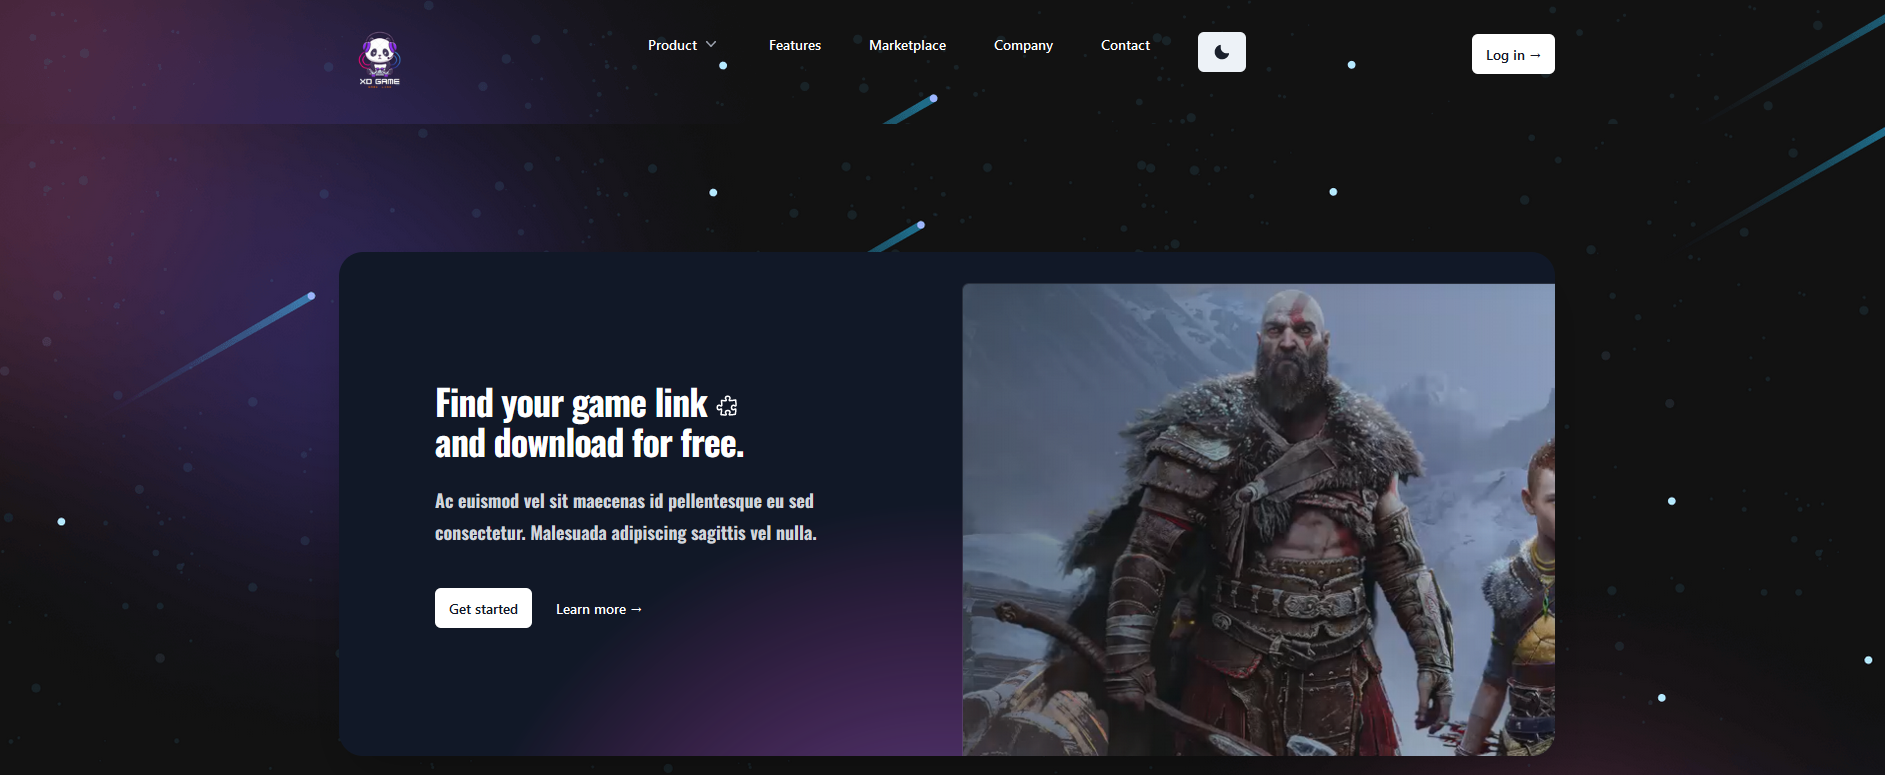 XD GAME
Product
Features
Marketplace
Company
Contact
Log in →
Find your game link
and download for free.
Ac euismod vel sit maecenas id pellentesque eu sed
consectetur. Malesuada adipiscing sagittis vel nulla.
Get started
Learn more →